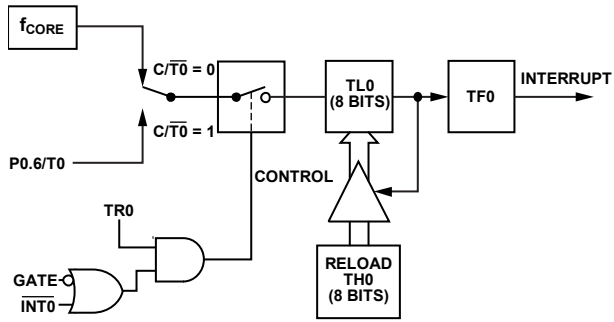 fCORE
C/T0 = 0
C/T0 = 1
P0.6/T0
TL0
(8 BITS)
TF0
INTERRUPT
CONTROL
TR0
GATE
INT0
RELOAD
TH0
(8 BITS)